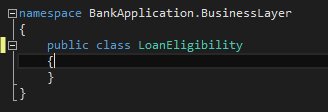 namespace BankApplication.BusinessLayer
{
    public class LoanEligibility
    {
    }
}